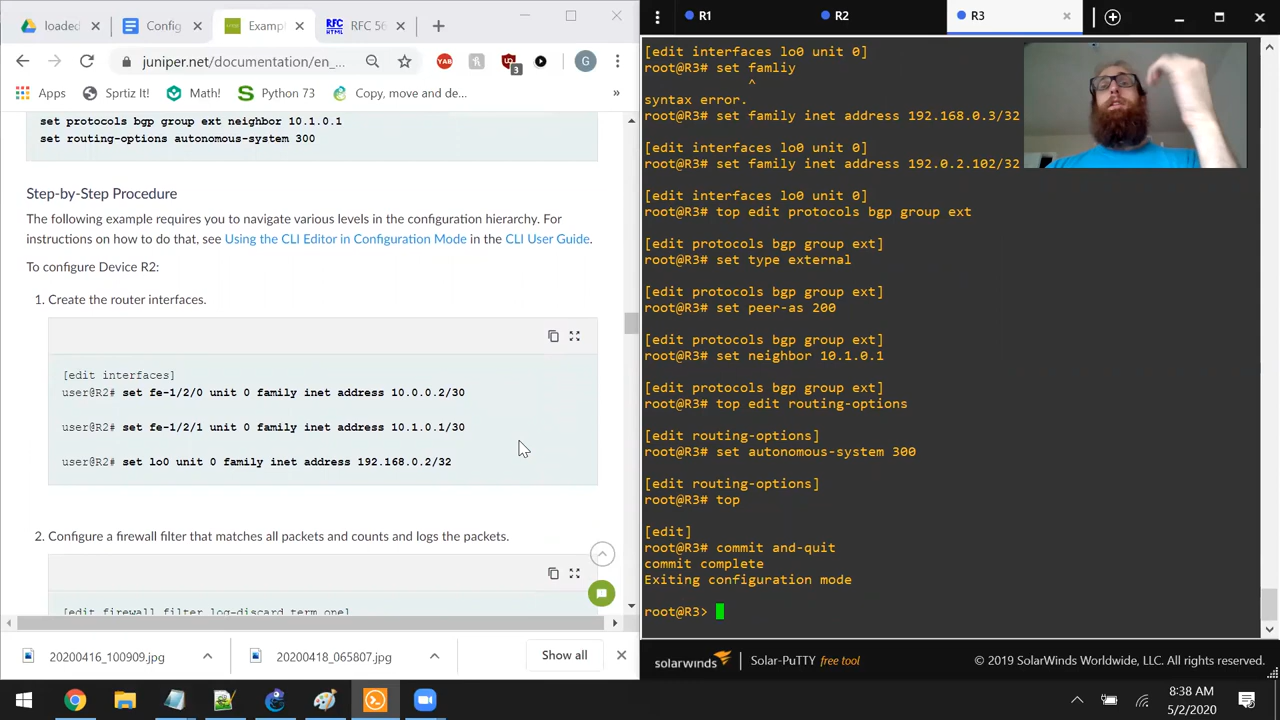 loaded
Config
Exampl
RFC HTML
RFC 56
R1
R2
R3
juniper.net/documentation/en_...
YAB
3
G
Apps
Sprtiz It!
Math!
Python 73
Copy, move and de...
»
set protocols bgp group ext neighbor 10.1.0.1
set routing-options autonomous-system 300
Step-by-Step Procedure
The following example requires you to navigate various levels in the configuration hierarchy. For
instructions on how to do that, see Using the CLI Editor in Configuration Mode in the CLI User Guide.
To configure Device R2:
1. Create the router interfaces.
[edit interfaces]
user@R2# set fe-1/2/0 unit 0 family inet address 10.0.0.2/30
user@R2# set fe-1/2/1 unit 0 family inet address 10.1.0.1/30
user@R2# set lo0 unit 0 family inet address 192.168.0.2/32
2. Configure a firewall filter that matches all packets and counts and logs the packets.
[edit firewall filter log-discard term one]
[edit interfaces lo0 unit 0]
root@R3# set famliy
^
syntax error.
root@R3# set family inet address 192.168.0.3/32
[edit interfaces lo0 unit 0]
root@R3# set family inet address 192.0.2.102/32
[edit interfaces lo0 unit 0]
root@R3# top edit protocols bgp group ext
[edit protocols bgp group ext]
root@R3# set type external
[edit protocols bgp group ext]
root@R3# set peer-as 200
[edit protocols bgp group ext]
root@R3# set neighbor 10.1.0.1
[edit protocols bgp group ext]
root@R3# top edit routing-options
[edit routing-options]
root@R3# set autonomous-system 300
[edit routing-options]
root@R3# top
[edit]
root@R3# commit and-quit
commit complete
Exiting configuration mode
root@R3>
20200416_100909.jpg
20200418_065807.jpg
Show all
solarwinds
Solar-PuTTY free tool
© 2019 SolarWinds Worldwide, LLC. All rights reserved.
8:38 AM
5/2/2020